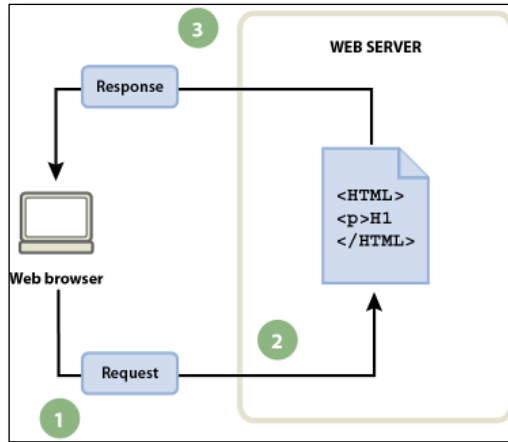 3
WEB SERVER
Response
<HTML>
<p>H1
</HTML>
Web browser
2
Request
1